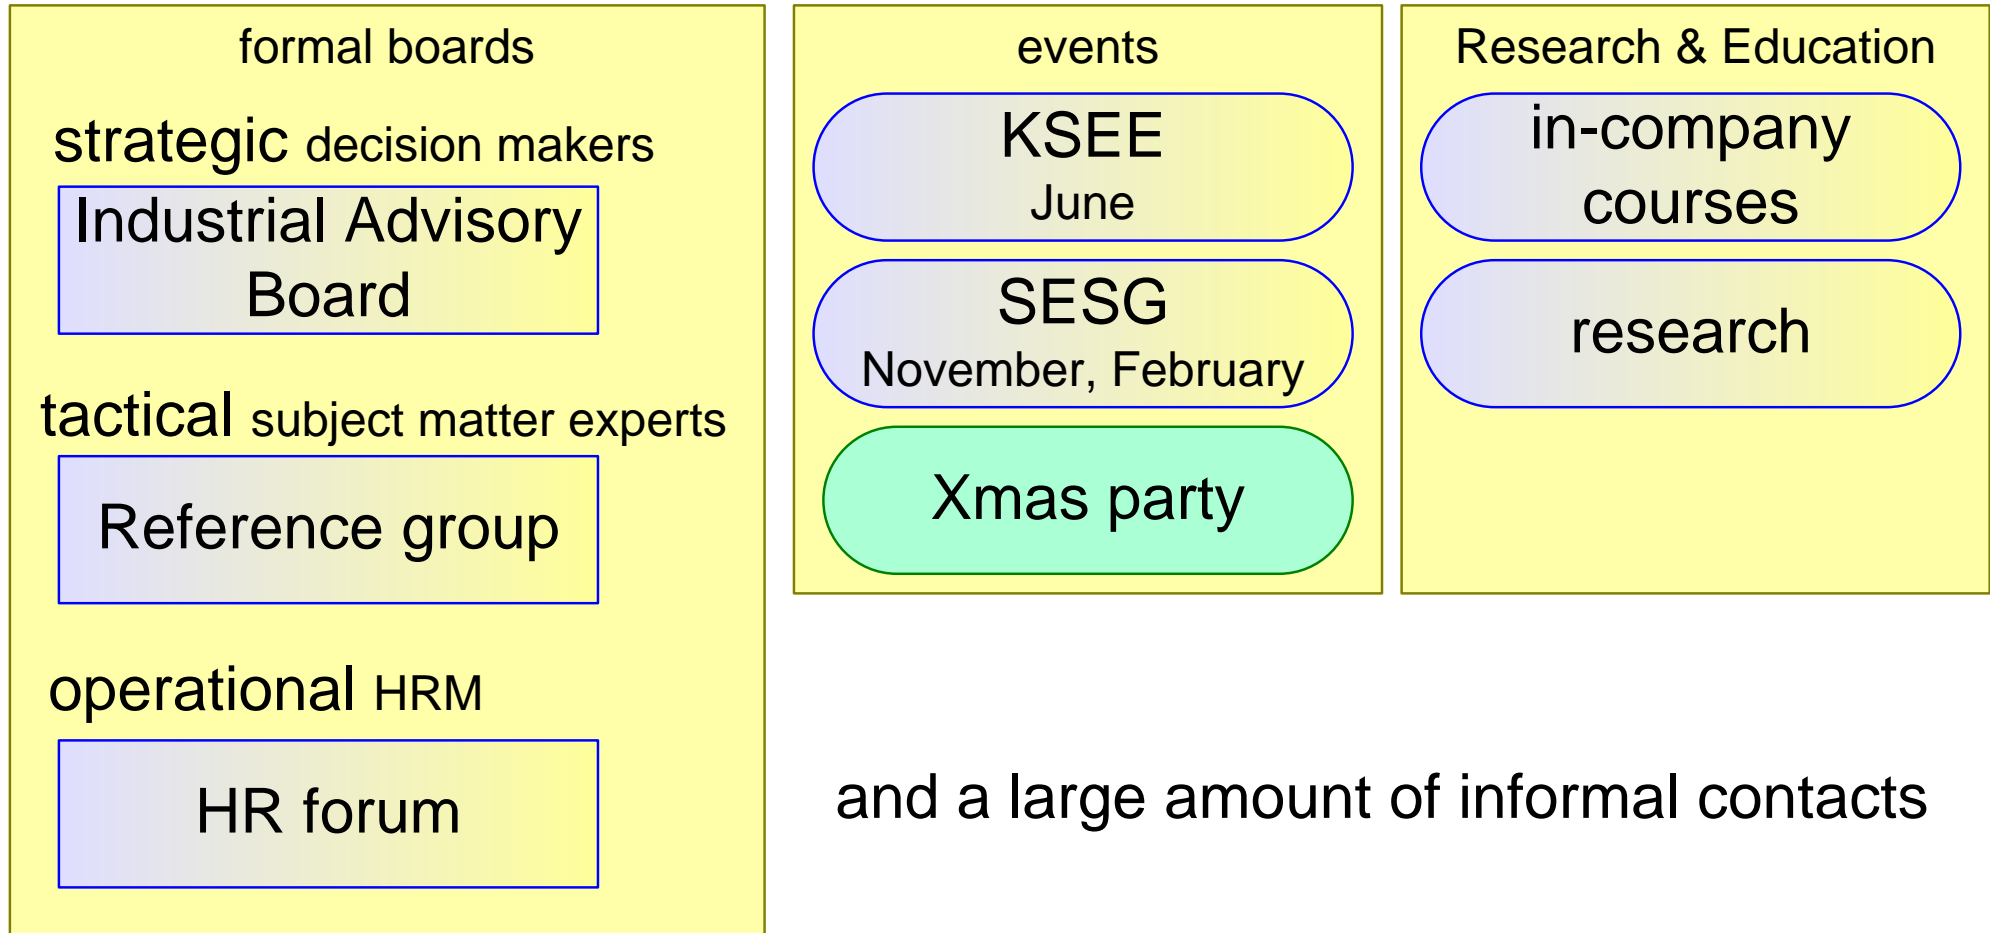 formal boards
strategic decision makers
Industrial Advisory
Board
tactical subject matter experts
Reference group
operational HRM
HR forum
events
KSEE
June
SESG
November, February
Xmas party
Research & Education
in-company
courses
research
and a large amount of informal contacts